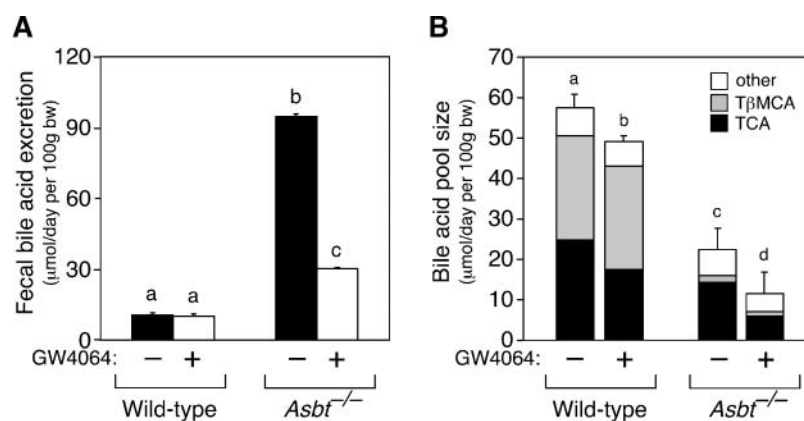 A
Fecal bile acid excretion
(μmol/day per 100g bw)
120
90
60
30
0
a
a
b
c
GW4064:
− + − +
Wild-type
Asbt−/−
B
Bile acid pool size
(μmol/day per 100g bw)
70
60
50
40
30
20
10
0
other
TβMCA
TCA
a
b
c
d
GW4064:
− + − +
Wild-type
Asbt−/−